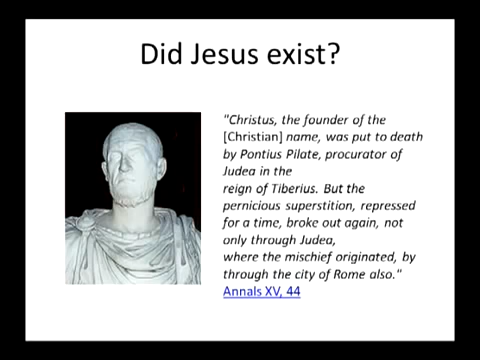 Did Jesus exist?
"Christus, the founder of the
[Christian] name, was put to death
by Pontius Pilate, procurator of
Judea in the
reign of Tiberius. But the
pernicious superstition, repressed
for a time, broke out again, not
only through Judea,
where the mischief originated, by
through the city of Rome also."
Annals XV, 44